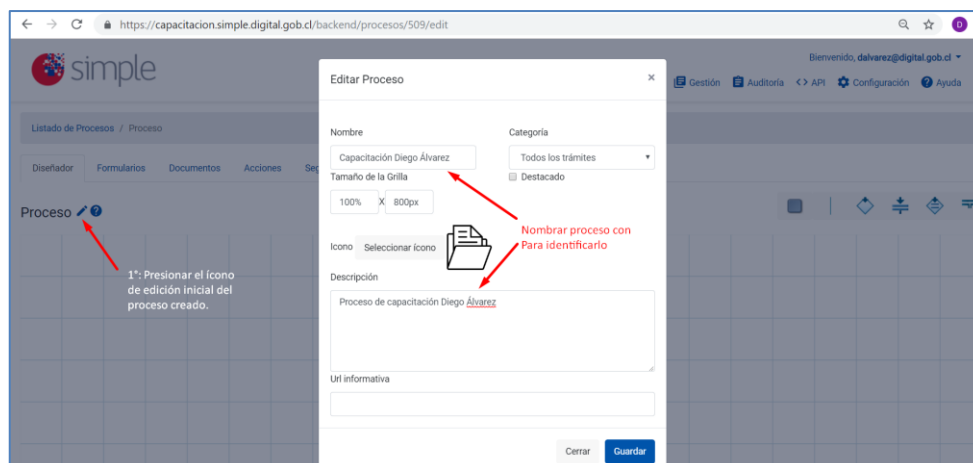 https://capacitacion.simple.digital.gob.cl/backend/procesos/509/edit
D
simple
Bienvenido, dalvarez@digital.gob.cl
Gestión Auditoría <> API Configuración Ayuda
Editar Proceso ×
Listado de Procesos / Proceso
Nombre Categoría
Capacitación Diego Álvarez Todos los trámites
Diseñador Formularios Documentos Acciones Seg
Tamaño de la Grilla Destacado
100% X 800px
Proceso
Nombrar proceso con
Para identificarlo
Icono Seleccionar ícono
1°: Presionar el ícono
de edición inicial del
proceso creado.
Descripción
Proceso de capacitación Diego Álvarez
Url informativa
Cerrar Guardar